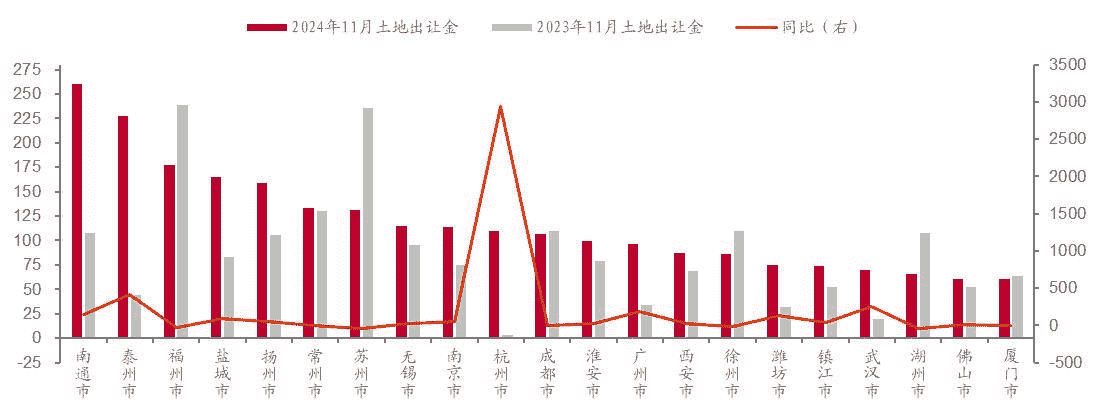 2024年11月土地出让金 2023年11月土地出让金 同比（右）
275
250
225
200
175
150
125
100
75
50
25
0
-25
3500
3000
2500
2000
1500
1000
500
0
-500
南通市
泰州市
福州市
盐城市
扬州市
常州市
苏州市
无锡市
南京市
杭州市
成都市
淮安市
广州市
西安市
徐州市
潍坊市
镇江市
武汉市
湖州市
佛山市
厦门市